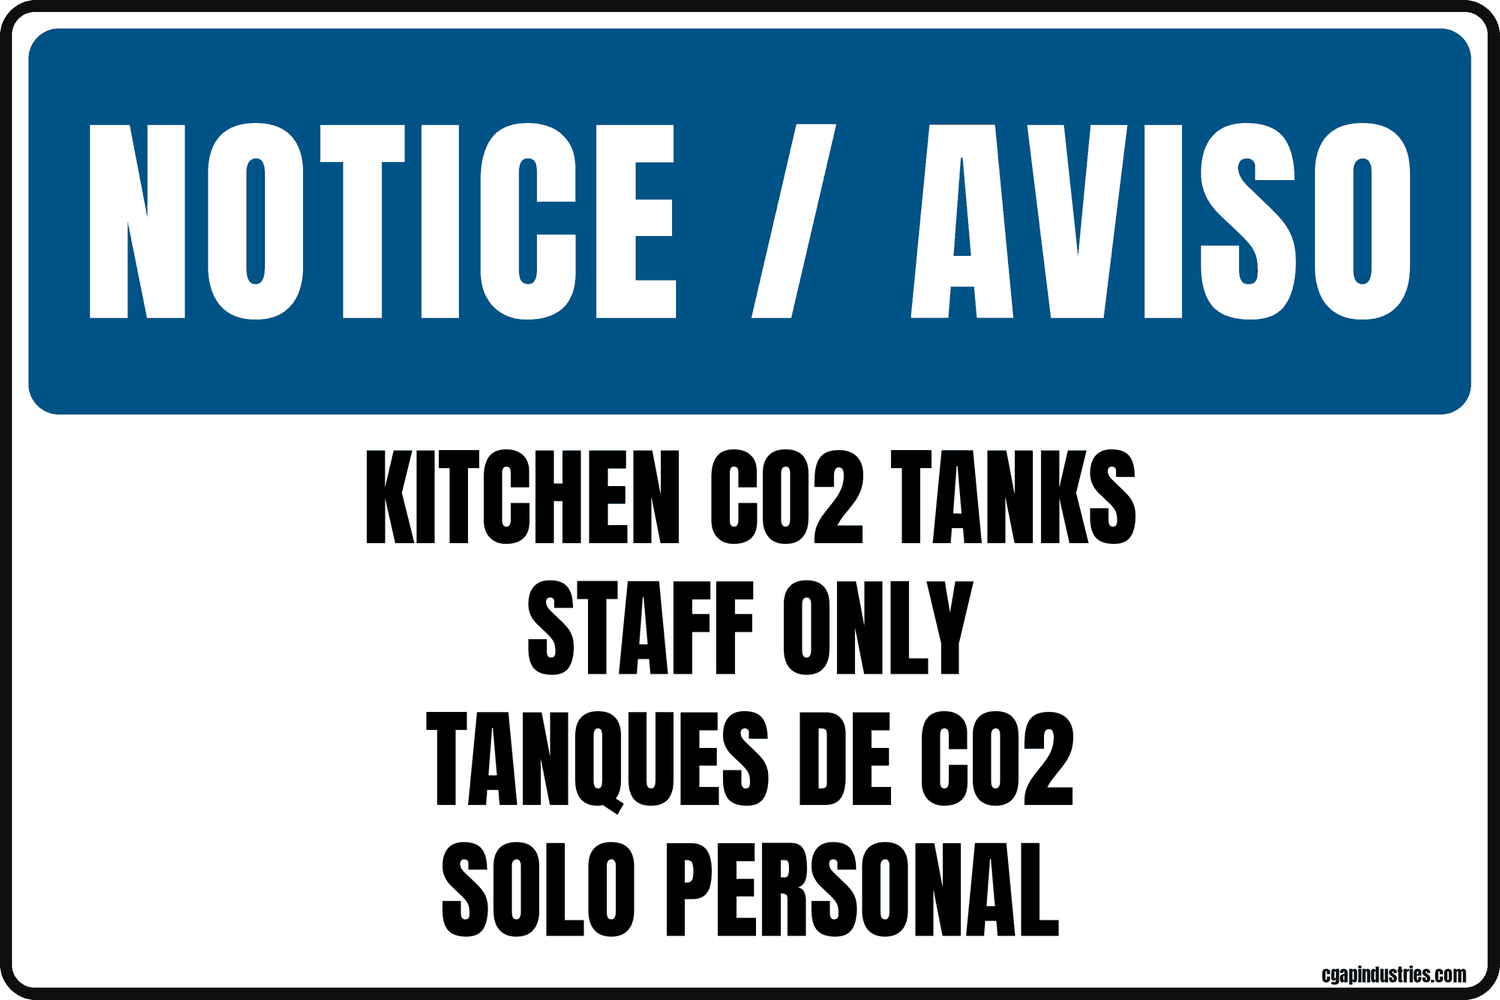 NOTICE / AVISO
KITCHEN CO2 TANKS
STAFF ONLY
TANQUES DE CO2
SOLO PERSONAL
cgapindustries.com